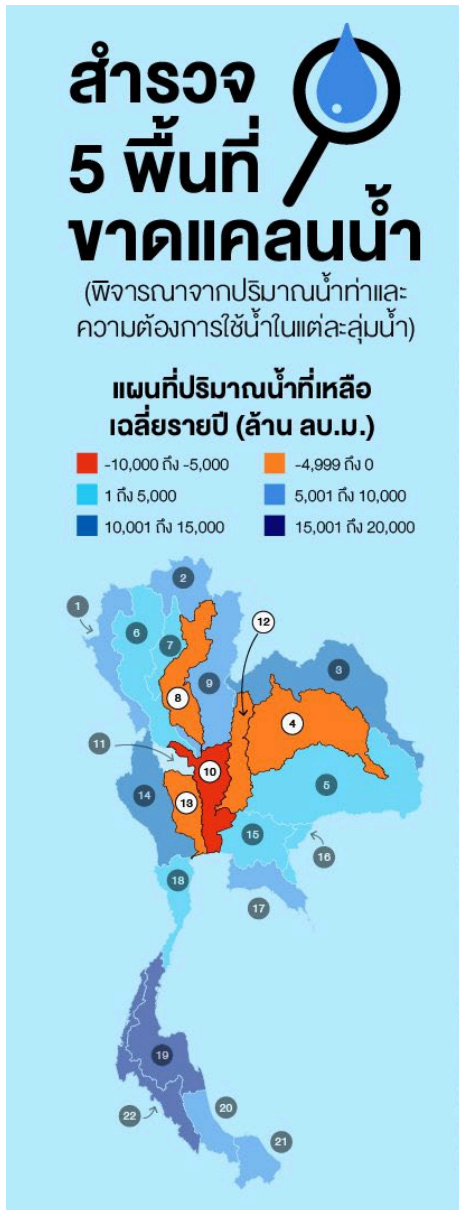 สำรวจ
5 พื้นที่
ขาดแคลนน้ำ
(พิจารณาจากปริมาณน้ำท่าและ
ความต้องการใช้น้ำในแต่ละลุ่มน้ำ)
แผนที่ปริมาณน้ำที่เหลือ
เฉลี่ยรายปี (ล้าน ลบ.ม.)
-10,000 ถึง -5,000
-4,999 ถึง 0
1 ถึง 5,000
5,001 ถึง 10,000
10,001 ถึง 15,000
15,001 ถึง 20,000
2
1
12
6
7
3
8
9
4
11
10
5
14
13
15
16
18
17
19
22
20
21